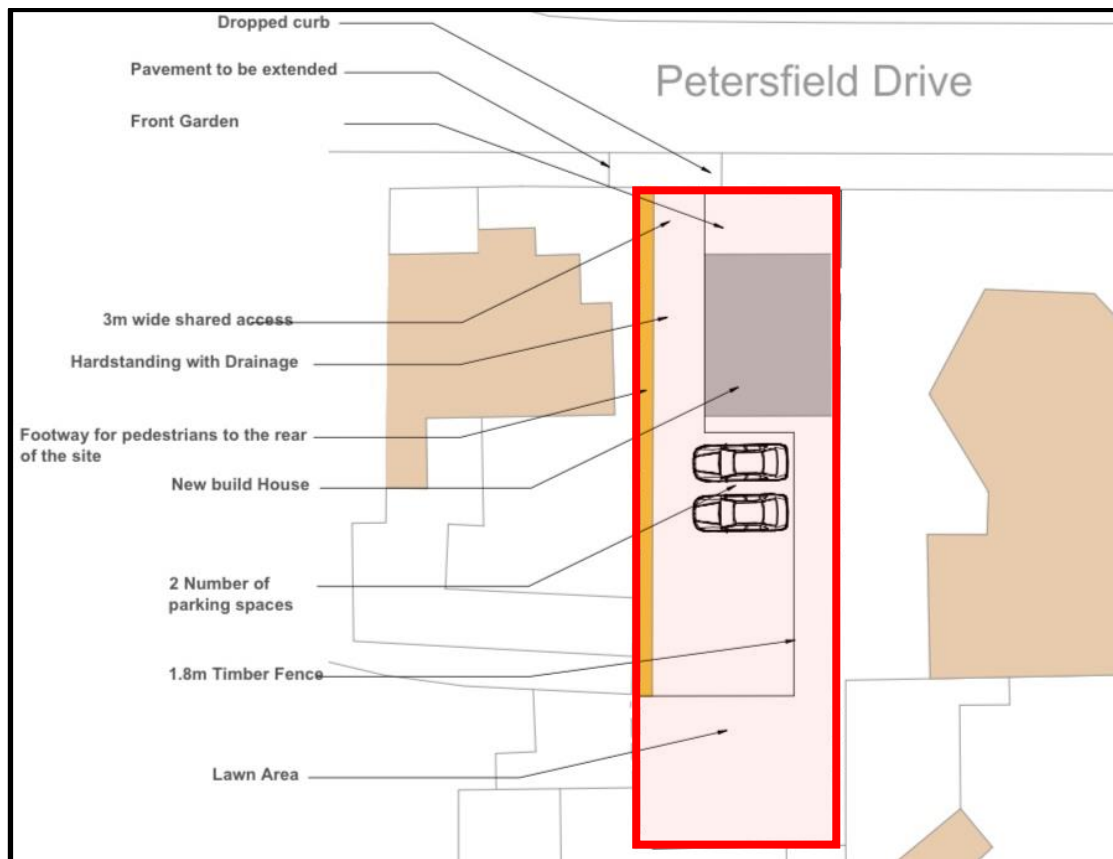 Dropped curb
Pavement to be extended
Petersfield Drive
Front Garden
3m wide shared access
Hardstanding with Drainage
Footway for pedestrians to the rear
of the site
New build House
2 Number of
parking spaces
1.8m Timber Fence
Lawn Area